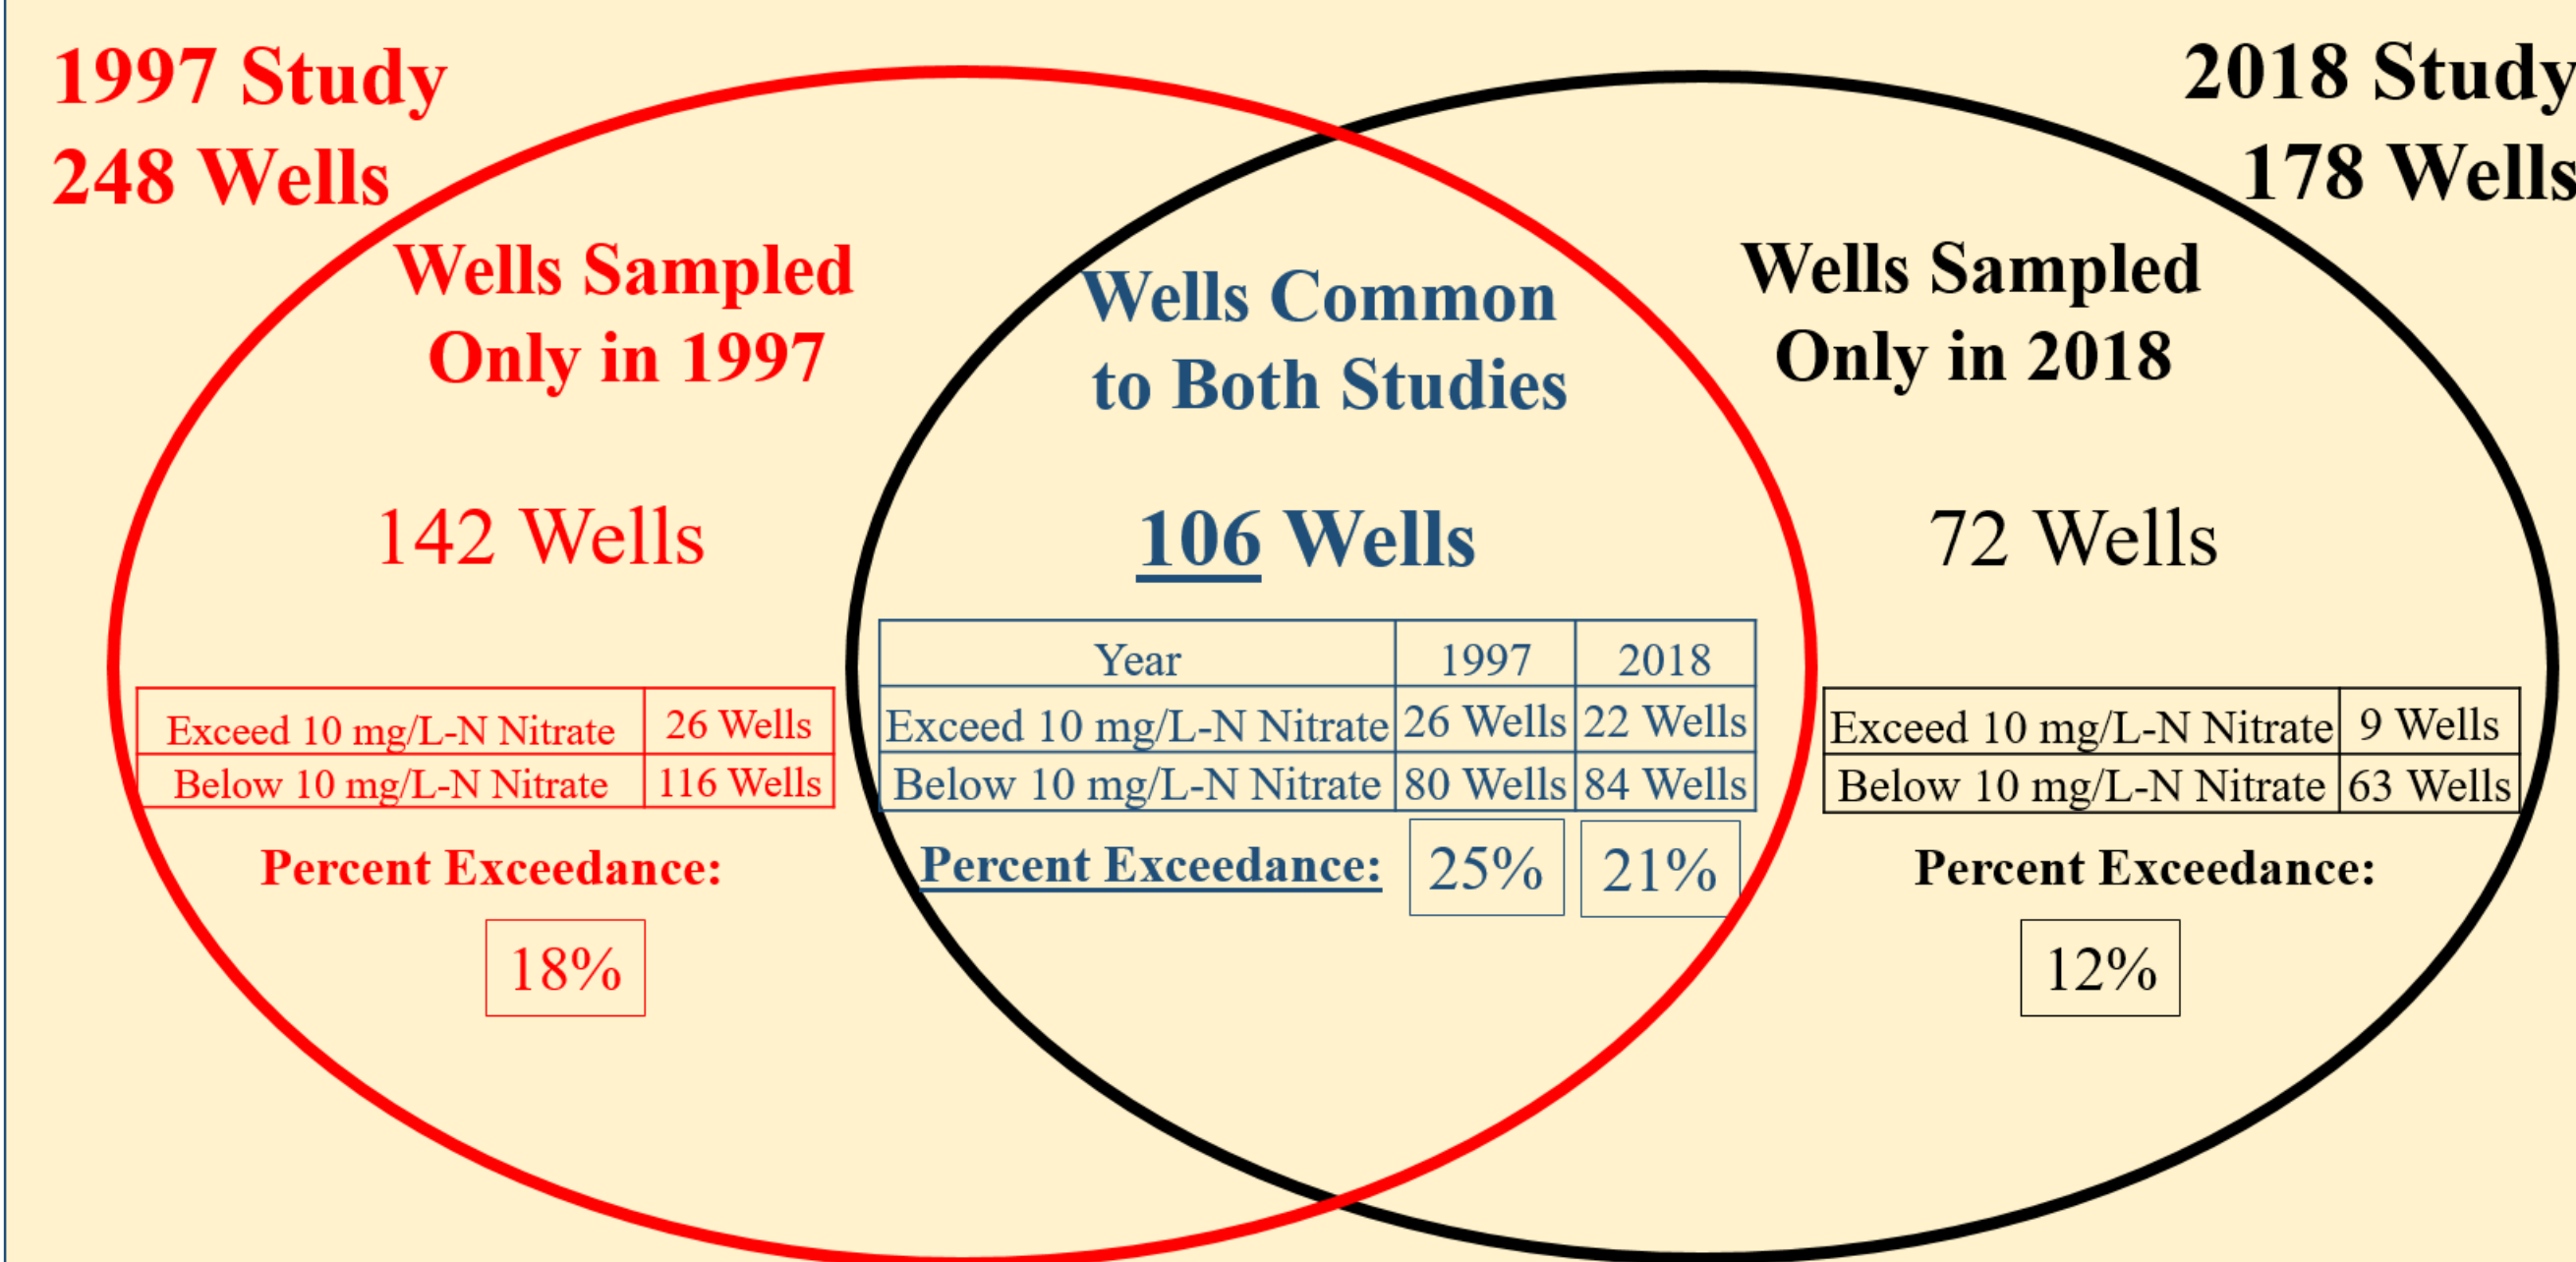 1997 Study
248 Wells
2018 Study
178 Wells
Wells Sampled
Only in 1997
142 Wells
Exceed 10 mg/L-N Nitrate 26 Wells
Below 10 mg/L-N Nitrate 116 Wells
Percent Exceedance:
18%
Wells Common
to Both Studies
106 Wells
Year 1997 2018
Exceed 10 mg/L-N Nitrate 26 Wells 22 Wells
Below 10 mg/L-N Nitrate 80 Wells 84 Wells
Percent Exceedance: 25% 21%
Wells Sampled
Only in 2018
72 Wells
Exceed 10 mg/L-N Nitrate 9 Wells
Below 10 mg/L-N Nitrate 63 Wells
Percent Exceedance:
12%